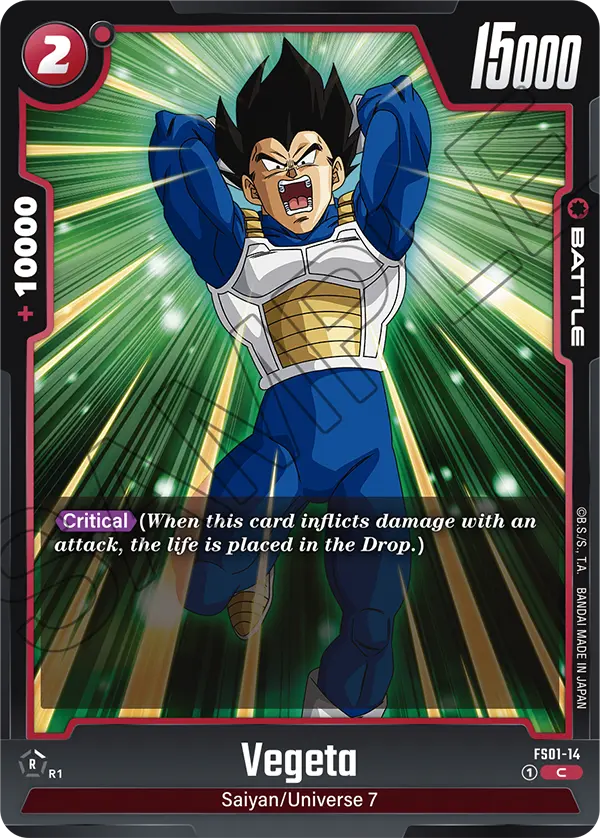 2
15000
+ 10000
BATTLE
SAMPLE
Critical (When this card inflicts damage with an
attack, the life is placed in the Drop.)
©B.S./S., T.A. BANDAI MADE IN JAPAN
R
R1
Vegeta
FS01-14
1 C
Saiyan/Universe 7